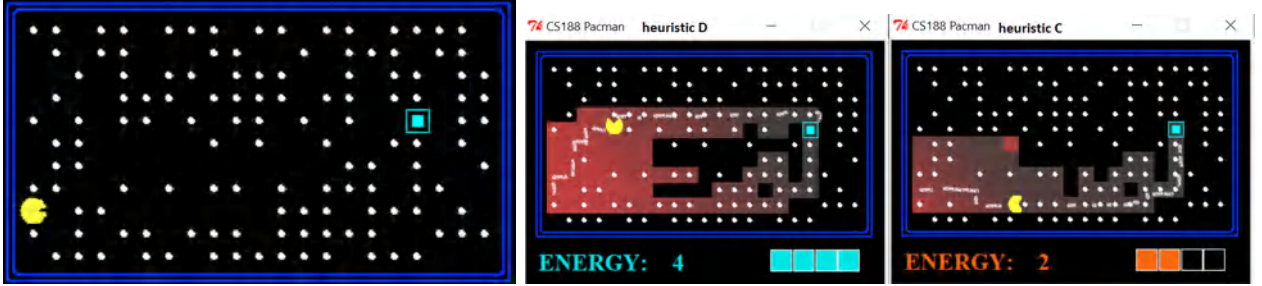 CS188 Pacman heuristic D
CS188 Pacman heuristic C
ENERGY: 4
ENERGY: 2